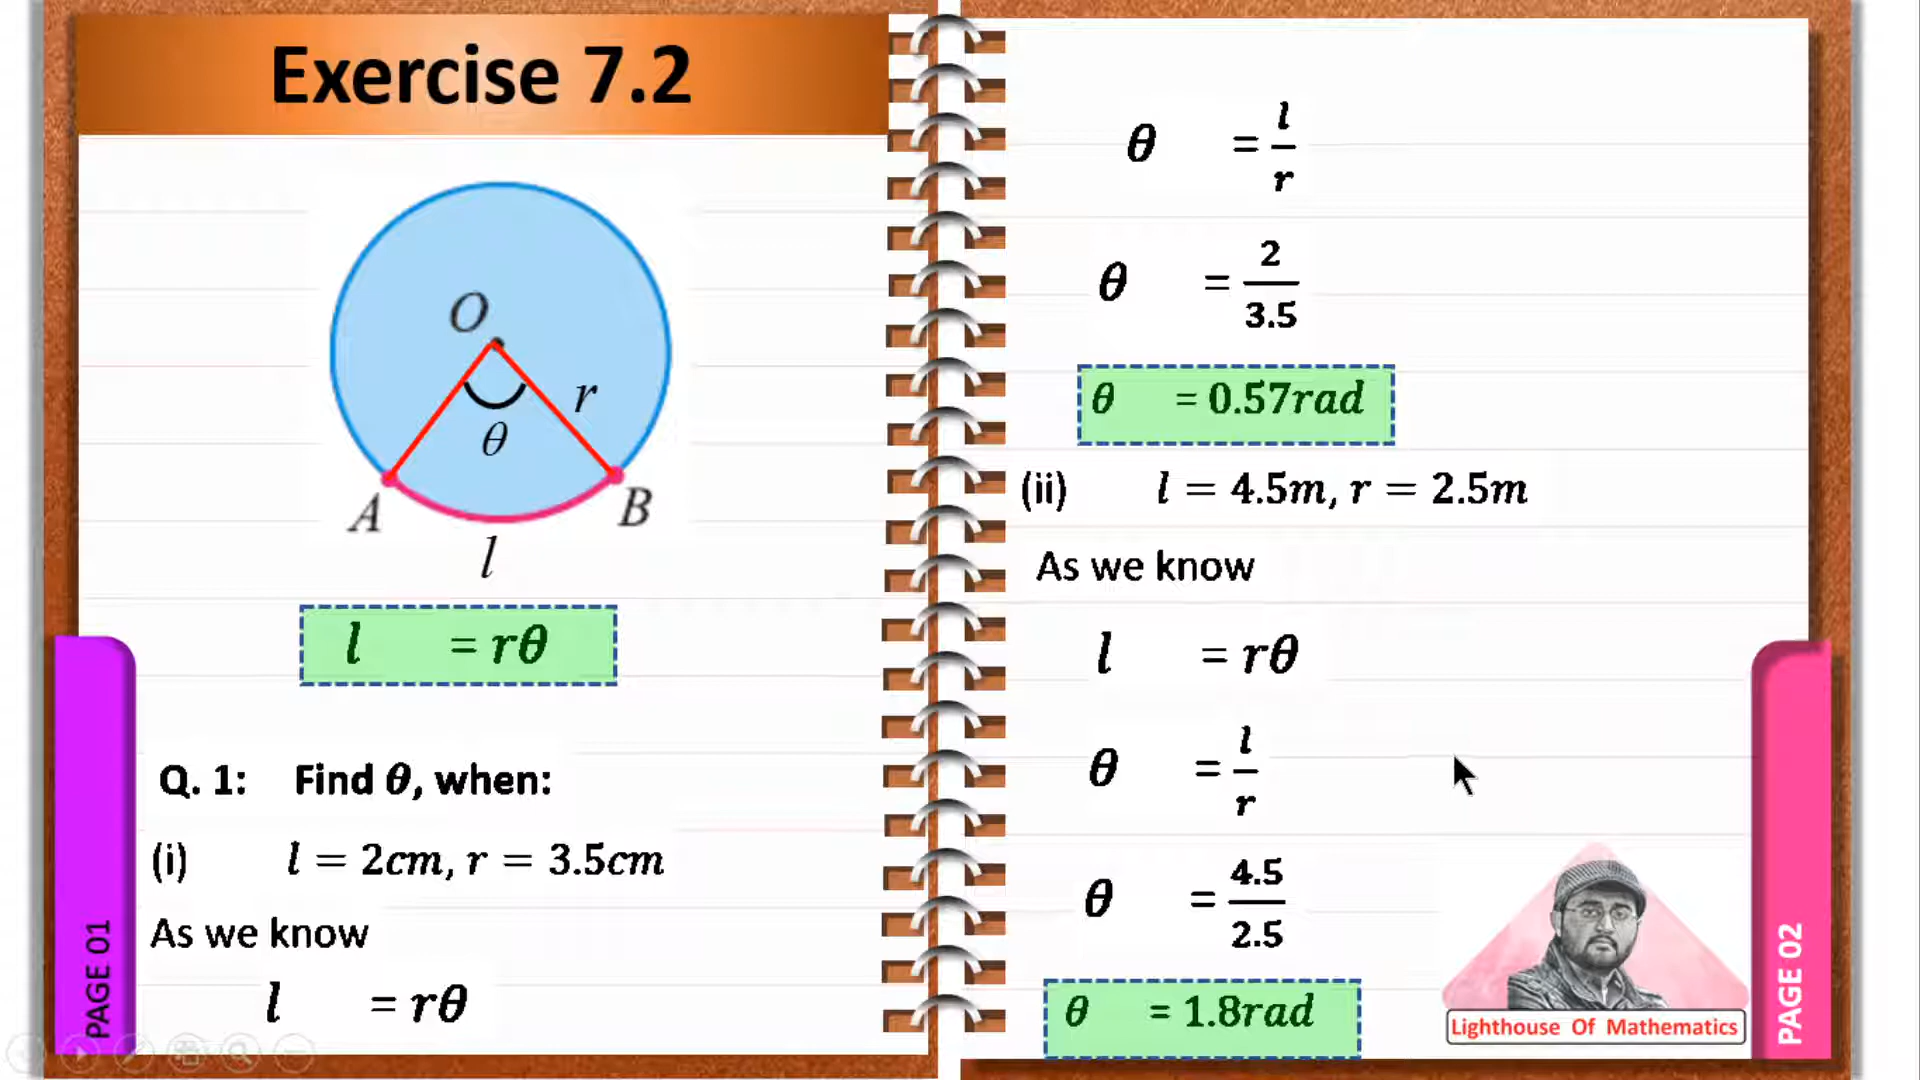 Exercise 7.2
O
r
θ
A
B
l
l = rθ
Q. 1: Find θ, when:
(i) l = 2cm, r = 3.5cm
As we know
l = rθ
PAGE 01
θ = l/r
θ = 2/3.5
θ = 0.57rad
(ii) l = 4.5m, r = 2.5m
As we know
l = rθ
θ = l/r
θ = 4.5/2.5
θ = 1.8rad
Lighthouse Of Mathematics
PAGE 02